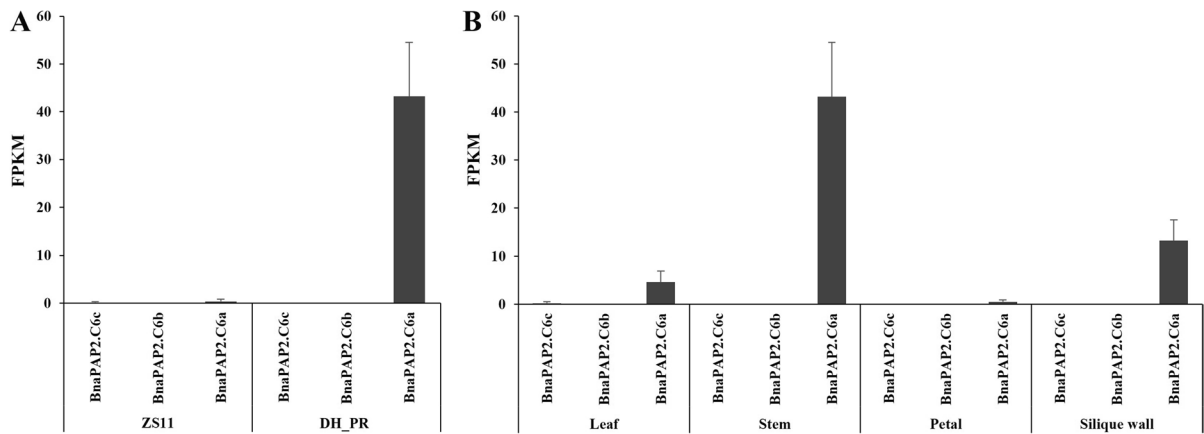 A
60
50
40
30
20
10
0
FPKM
BnaPAP2.C6c
BnaPAP2.C6b
BnaPAP2.C6a
BnaPAP2.C6c
BnaPAP2.C6b
BnaPAP2.C6a
ZS11
DH_PR
B
60
50
40
30
20
10
0
FPKM
BnaPAP2.C6c
BnaPAP2.C6b
BnaPAP2.C6a
BnaPAP2.C6c
BnaPAP2.C6b
BnaPAP2.C6a
BnaPAP2.C6c
BnaPAP2.C6b
BnaPAP2.C6a
BnaPAP2.C6c
BnaPAP2.C6b
BnaPAP2.C6a
Leaf
Stem
Petal
Silique wall